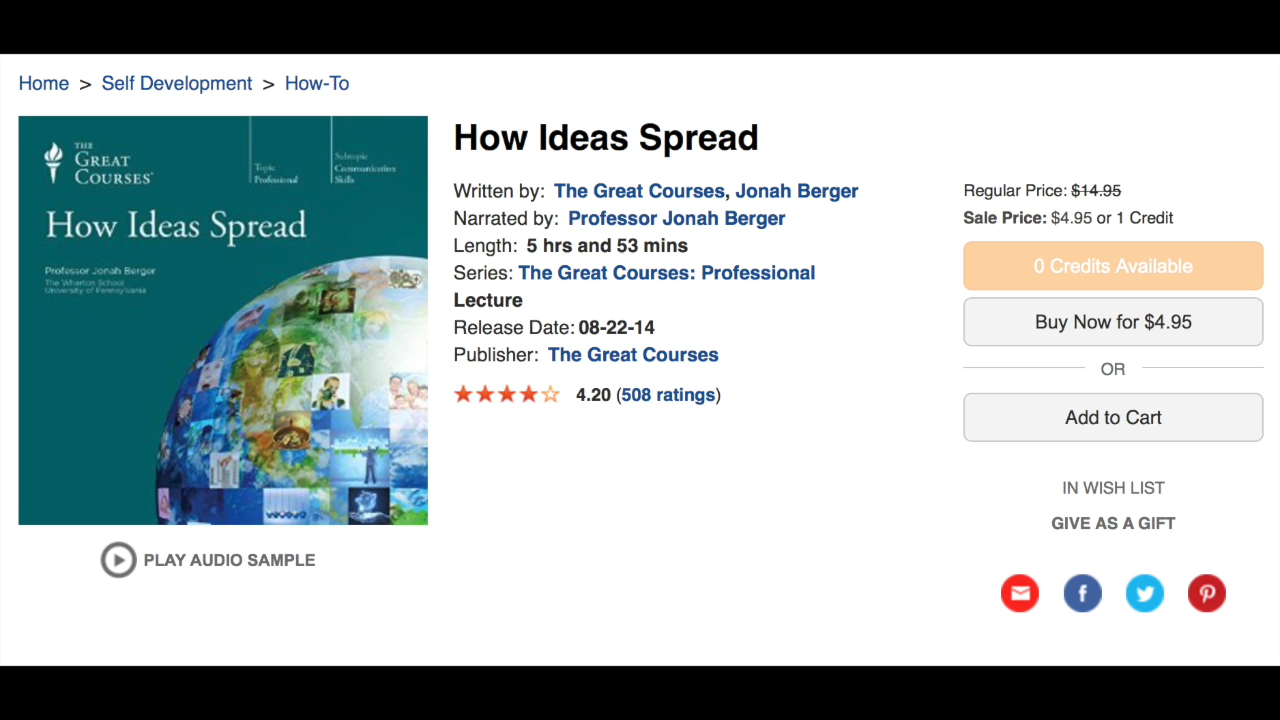 Home > Self Development > How-To
THE
GREAT
COURSES
Topic
Professional
Subtopic
Communication
Skills
How Ideas Spread
Professor Jonah Berger
The Wharton School
University of Pennsylvania
PLAY AUDIO SAMPLE
How Ideas Spread
Written by: The Great Courses, Jonah Berger
Narrated by: Professor Jonah Berger
Length: 5 hrs and 53 mins
Series: The Great Courses: Professional
Lecture
Release Date: 08-22-14
Publisher: The Great Courses
4.20 (508 ratings)
Regular Price: $14.95
Sale Price: $4.95 or 1 Credit
0 Credits Available
Buy Now for $4.95
OR
Add to Cart
IN WISH LIST
GIVE AS A GIFT